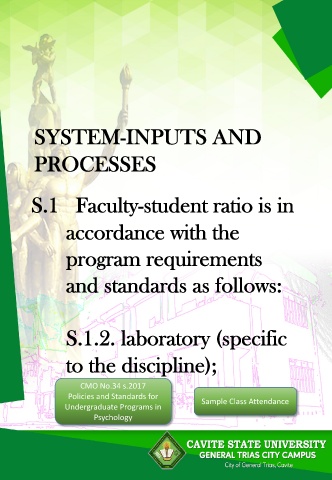 SYSTEM-INPUTS AND
PROCESSES
S.1 Faculty-student ratio is in
accordance with the
program requirements
and standards as follows:
S.1.2. laboratory (specific
to the discipline);
CMO No.34 s.2017
Policies and Standards for
Undergraduate Programs in
Psychology
Sample Class Attendance
CAVITE STATE UNIVERSITY
GENERAL TRIAS CITY CAMPUS
City of General Trias, Cavite